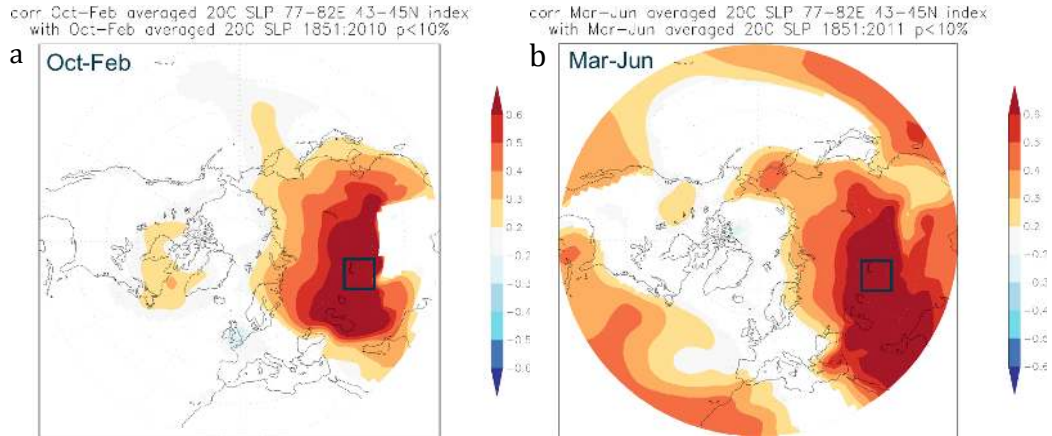 corr Oct-Feb averaged 20C SLP 77-82E 43-45N index
with Oct-Feb averaged 20C SLP 1851:2010 p<10%
a
Oct-Feb
0.6
0.5
0.4
0.3
0.2
-0.2
-0.3
-0.4
-0.5
-0.6
corr Mar-Jun averaged 20C SLP 77-82E 43-45N index
with Mar-Jun averaged 20C SLP 1851:2011 p<10%
b
Mar-Jun
0.6
0.5
0.4
0.3
0.2
-0.2
-0.3
-0.4
-0.5
-0.6